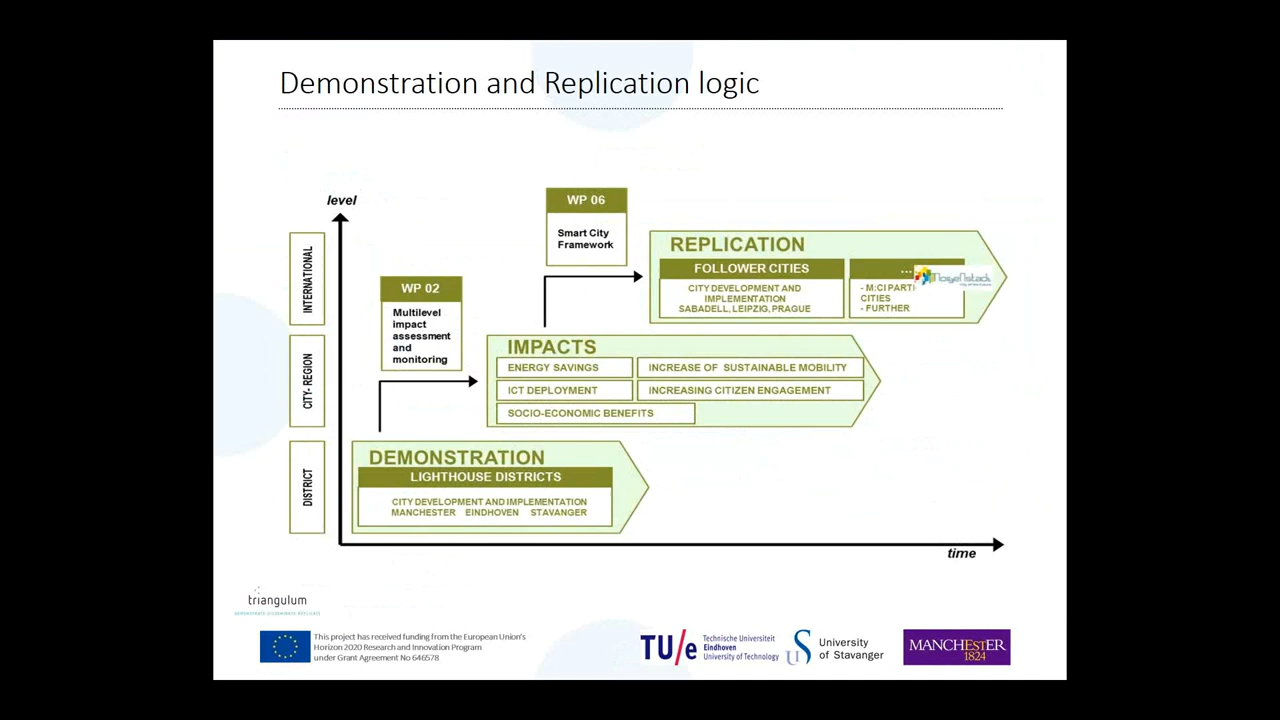 Demonstration and Replication logic
level
WP 06
Smart City
Framework
INTERNATIONAL
REPLICATION
FOLLOWER CITIES
CITY DEVELOPMENT AND
IMPLEMENTATION
SABADELL, LEIPZIG, PRAGUE
...
- M:CI PARTI
CITIES
- FURTHER
WP 02
Multilevel
impact
assessment
and
monitoring
CITY- REGION
IMPACTS
ENERGY SAVINGS
INCREASE OF SUSTAINABLE MOBILITY
ICT DEPLOYMENT
INCREASING CITIZEN ENGAGEMENT
SOCIO-ECONOMIC BENEFITS
DISTRICT
DEMONSTRATION
LIGHTHOUSE DISTRICTS
CITY DEVELOPMENT AND IMPLEMENTATION
MANCHESTER EINDHOVEN STAVANGER
time
triangulum
This project has received funding from the European Union's
Horizon 2020 Research and Innovation Program
under Grant Agreement No 646578
TU/e
Technische Universiteit
Eindhoven
University of Technology
University
of Stavanger
MANCHESTER
1824